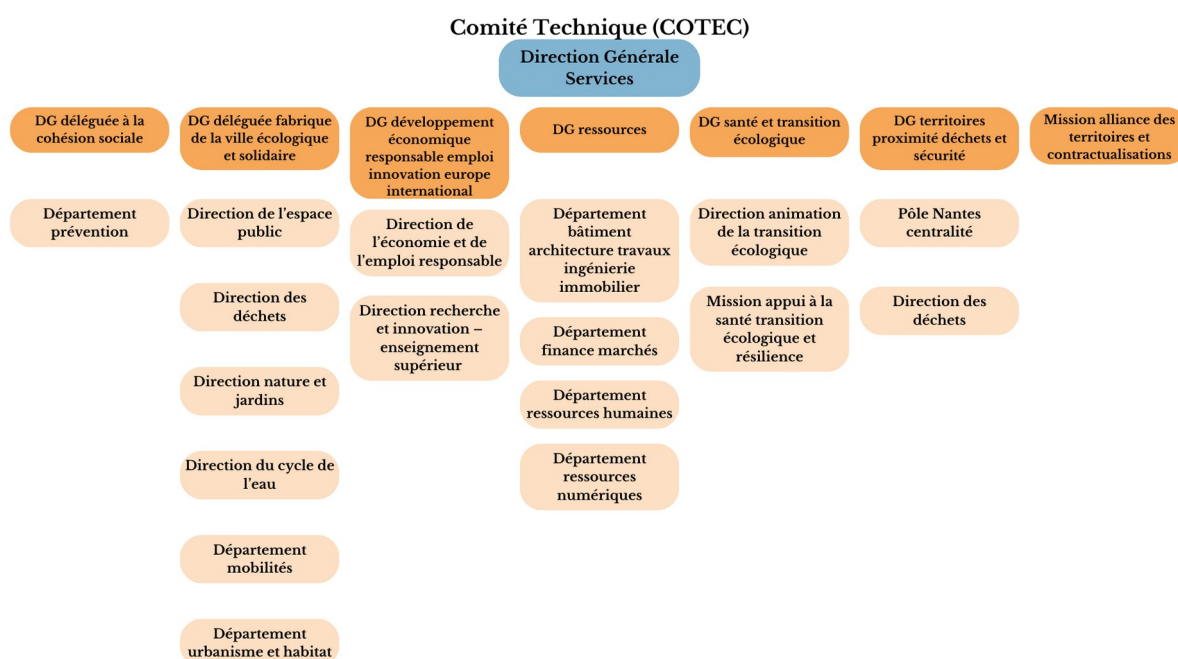 Comité Technique (COTEC)
Direction Générale
Services
DG déléguée à la
cohésion sociale
Département
prévention
DG déléguée fabrique
de la ville écologique
et solidaire
Direction de l'espace
public
Direction des
déchets
Direction nature et
jardins
Direction du cycle de
l'eau
Département
mobilités
Département
urbanisme et habitat
DG développement
économique
responsable emploi
innovation europe
international
Direction de
l'économie et de
l'emploi responsable
Direction recherche
et innovation –
enseignement
supérieur
DG ressources
Département
bâtiment
architecture travaux
ingénierie
immobilier
Département
finance marchés
Département
ressources humaines
Département
ressources
numériques
DG santé et transition
écologique
Direction animation
de la transition
écologique
Mission appui à la
santé transition
écologique et
résilience
DG territoires
proximité déchets et
sécurité
Pôle Nantes
centralité
Direction des
déchets
Mission alliance des
territoires et
contractualisations